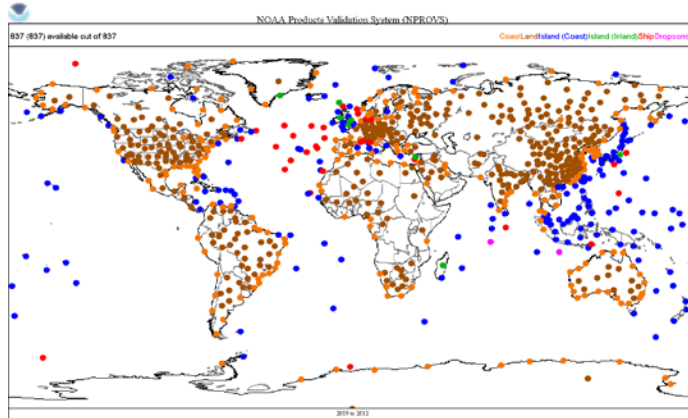 NOAA Products Validation System (NPROVS)
837 (837) available out of 837
CoastLandIsland (Coast)Island (Inland)ShipDropsond